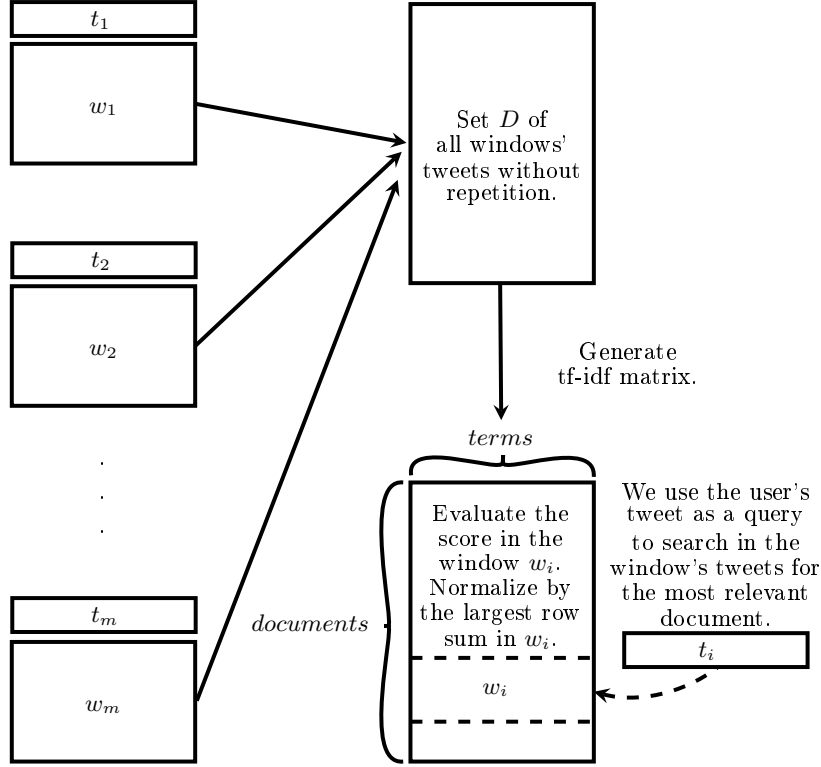 t1
w1
t2
w2
.
.
.
tm
wm
Set D of
all windows'
tweets without
repetition.
Generate
tf-idf matrix.
terms
documents
Evaluate the
score in the
window wi.
Normalize by
the largest row
sum in wi.
wi
We use the user's
tweet as a query
to search in the
window's tweets for
the most relevant
document.
ti